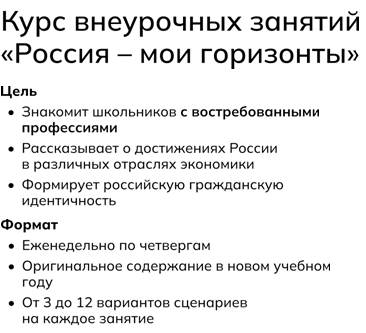 Курс внеурочных занятий
«Россия – мои горизонты»
Цель
• Знакомит школьников с востребованными
профессиями
• Рассказывает о достижениях России
в различных отраслях экономики
• Формирует российскую гражданскую
идентичность
Формат
• Еженедельно по четвергам
• Оригинальное содержание в новом учебном
году
• От 3 до 12 вариантов сценариев
на каждое занятие